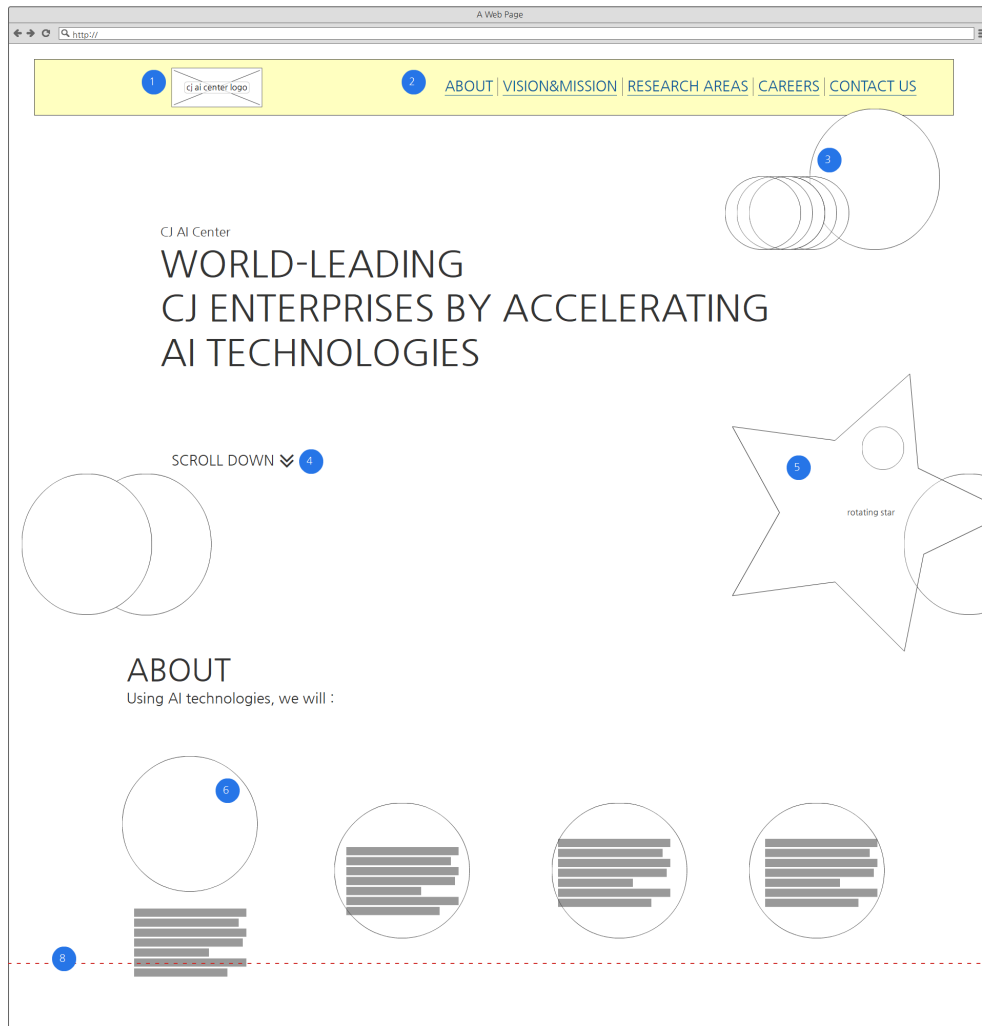 A Web Page
http://
1
cj ai center logo
2
ABOUT | VISION&MISSION | RESEARCH AREAS | CAREERS | CONTACT US
3
CJ AI Center
WORLD-LEADING
CJ ENTERPRISES BY ACCELERATING
AI TECHNOLOGIES
SCROLL DOWN
4
5
rotating star
ABOUT
Using AI technologies, we will :
6
8